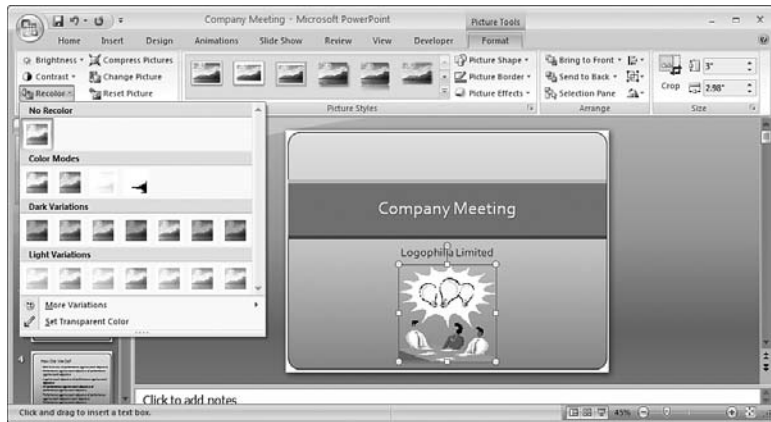 Company Meeting - Microsoft PowerPoint
Picture Tools
Home Insert Design Animations Slide Show Review View Developer Format
Brightness
Compress Pictures
Picture Shape
Bring to Front
3"
Contrast
Change Picture
Picture Border
Send to Back
Crop
2.98"
Recolor
Reset Picture
Picture Effects
Selection Pane
Picture Styles
Arrange
Size
No Recolor
Color Modes
Dark Variations
Light Variations
More Variations
Set Transparent Color
Company Meeting
Logophilia Limited
4
Click to add notes
Click and drag to insert a text box.
45%